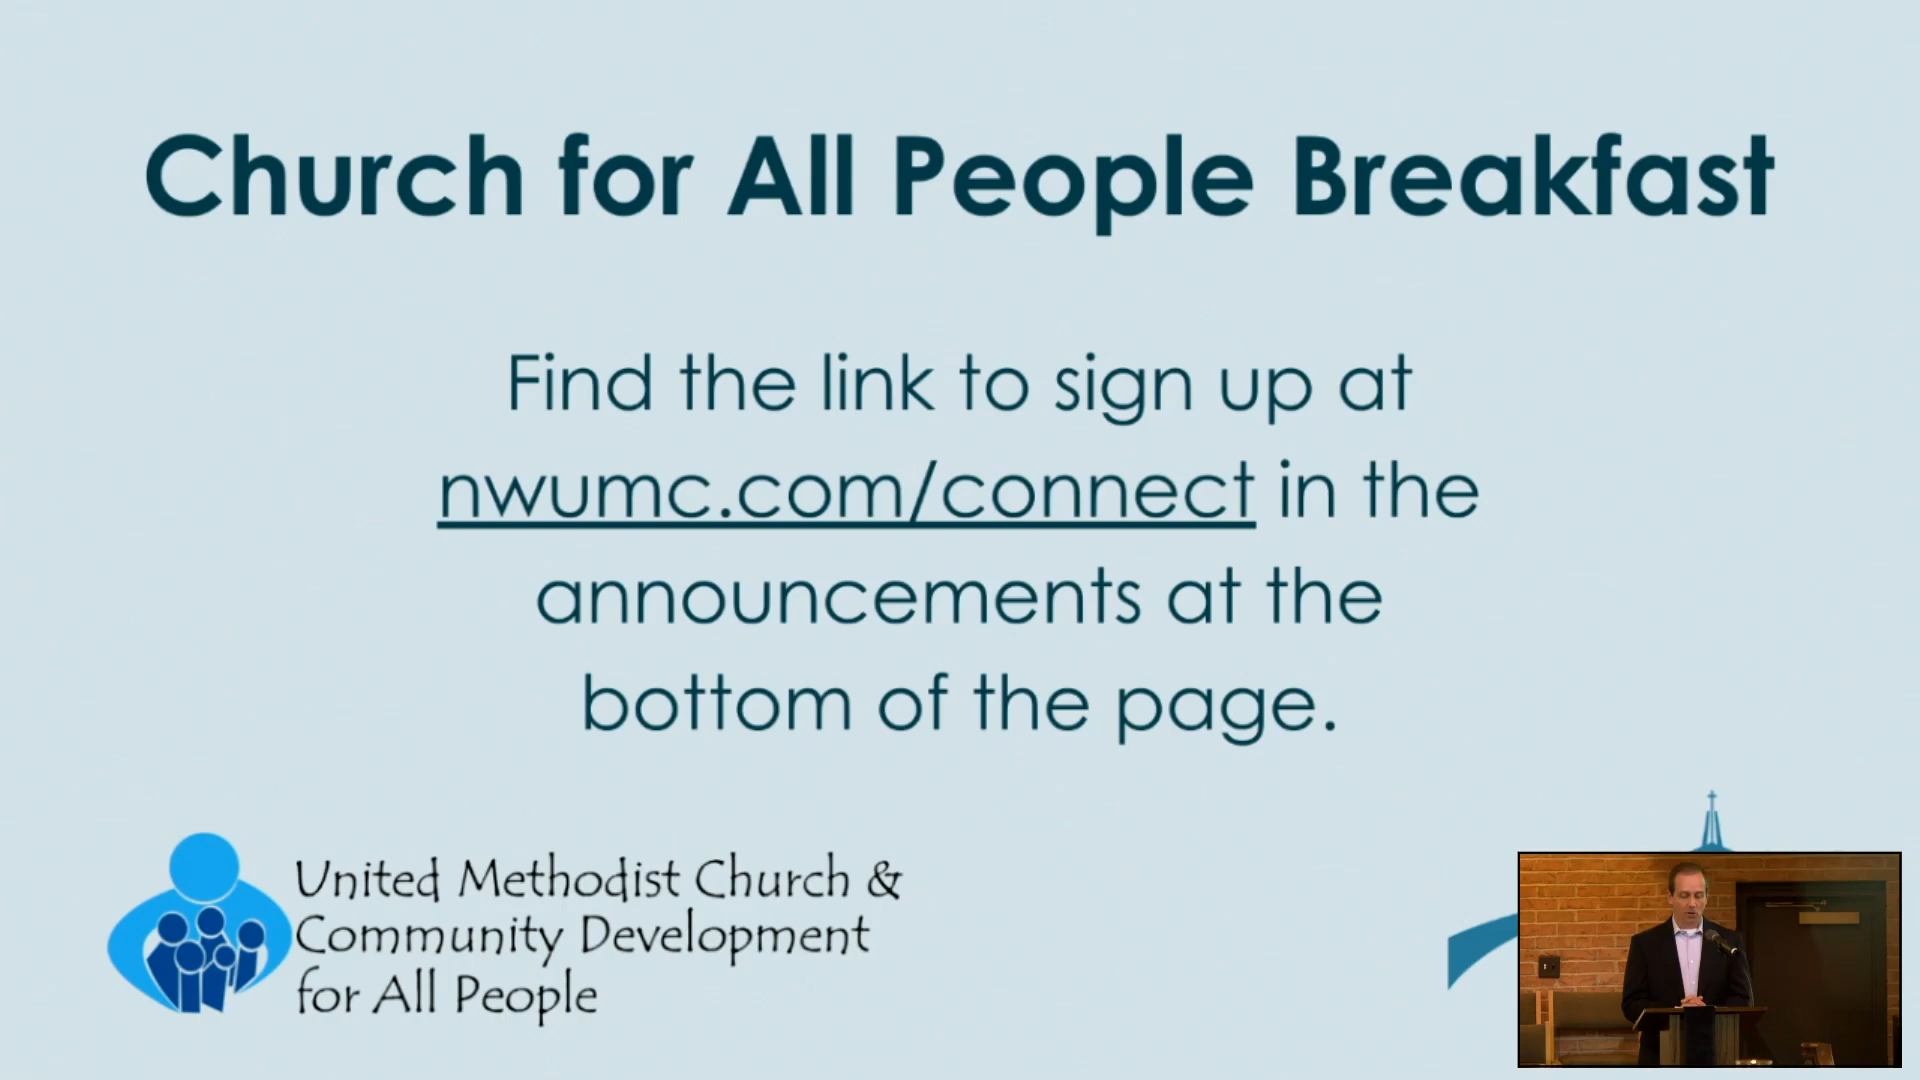 Church for All People Breakfast
Find the link to sign up at
nwumc.com/connect in the
announcements at the
bottom of the page.
United Methodist Church &
Community Development
for All People